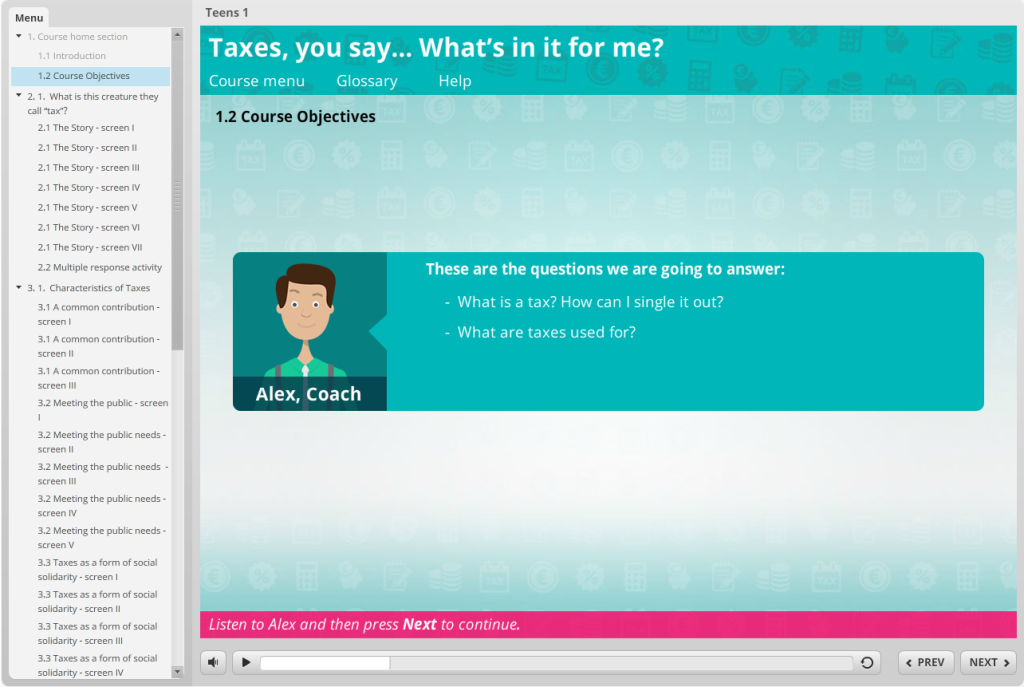 Menu
1. Course home section
1.1 Introduction
1.2 Course Objectives
2. 1. What is this creature they
call "tax"?
2.1 The Story - screen I
2.1 The Story - screen II
2.1 The Story - screen III
2.1 The Story - screen IV
2.1 The Story - screen V
2.1 The Story - screen VI
2.1 The Story - screen VII
2.2 Multiple response activity
3. 1. Characteristics of Taxes
3.1 A common contribution -
screen I
3.1 A common contribution -
screen II
3.1 A common contribution -
screen III
3.2 Meeting the public - screen
I
3.2 Meeting the public needs -
screen II
3.2 Meeting the public needs -
screen III
3.2 Meeting the public needs -
screen IV
3.2 Meeting the public needs -
screen V
3.3 Taxes as a form of social
solidarity - screen I
3.3 Taxes as a form of social
solidarity - screen II
3.3 Taxes as a form of social
solidarity - screen III
3.3 Taxes as a form of social
solidarity - screen IV
Teens 1
Taxes, you say... What's in it for me?
Course menu Glossary Help
1.2 Course Objectives
These are the questions we are going to answer:
- What is a tax? How can I single it out?
- What are taxes used for?
Alex, Coach
Listen to Alex and then press Next to continue.
PREV NEXT